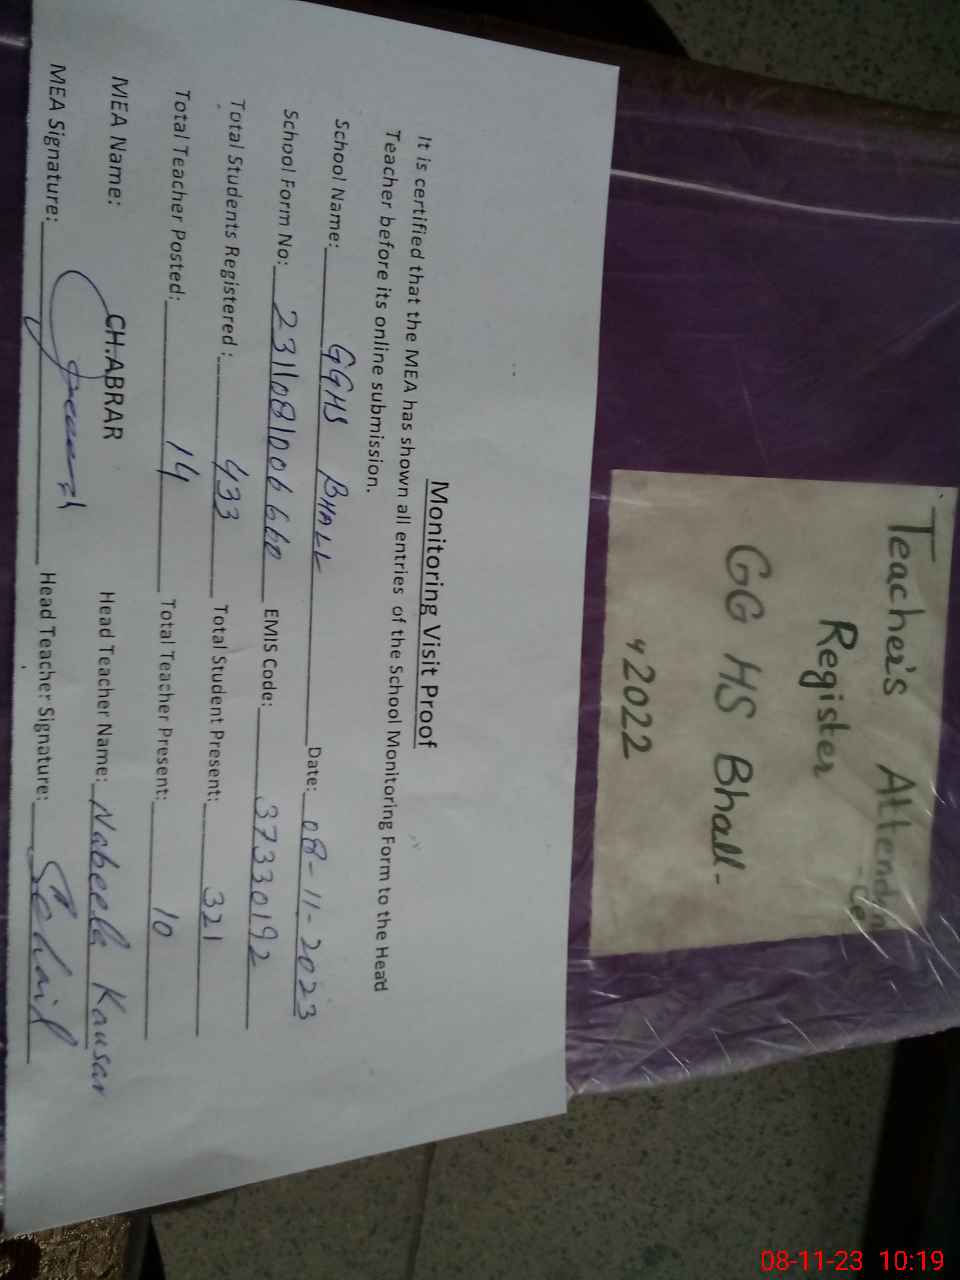 Teacher's Attendan
-ce
Register
GG HS Bhall-
2022
Monitoring Visit Proof
It is certified that the MEA has shown all entries of the School Monitoring Form to the Head
Teacher before its online submission.
School Name: GGHS BHALL Date: 08-11-2023
School Form No: 2311081006660 EMIS Code: 37330192
Total Students Registered: 433 Total Student Present: 321
Total Teacher Posted: 14 Total Teacher Present: 10
MEA Name: CH.ABRAR Head Teacher Name: Nabeela Kausar
MEA Signature: Head Teacher Signature:
08-11-23 10:19